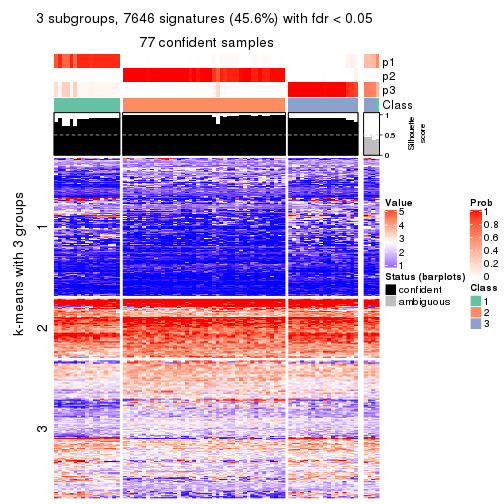 3 subgroups, 7646 signatures (45.6%) with fdr < 0.05
77 confident samples
p1
p2
p3
Class
1
0.5
0
Silhouette
score
k-means with 3 groups
1
2
3
Value
5
4
3
2
1
Status (barplots)
confident
ambiguous
Prob
1
0.8
0.6
0.4
0.2
0
Class
1
2
3